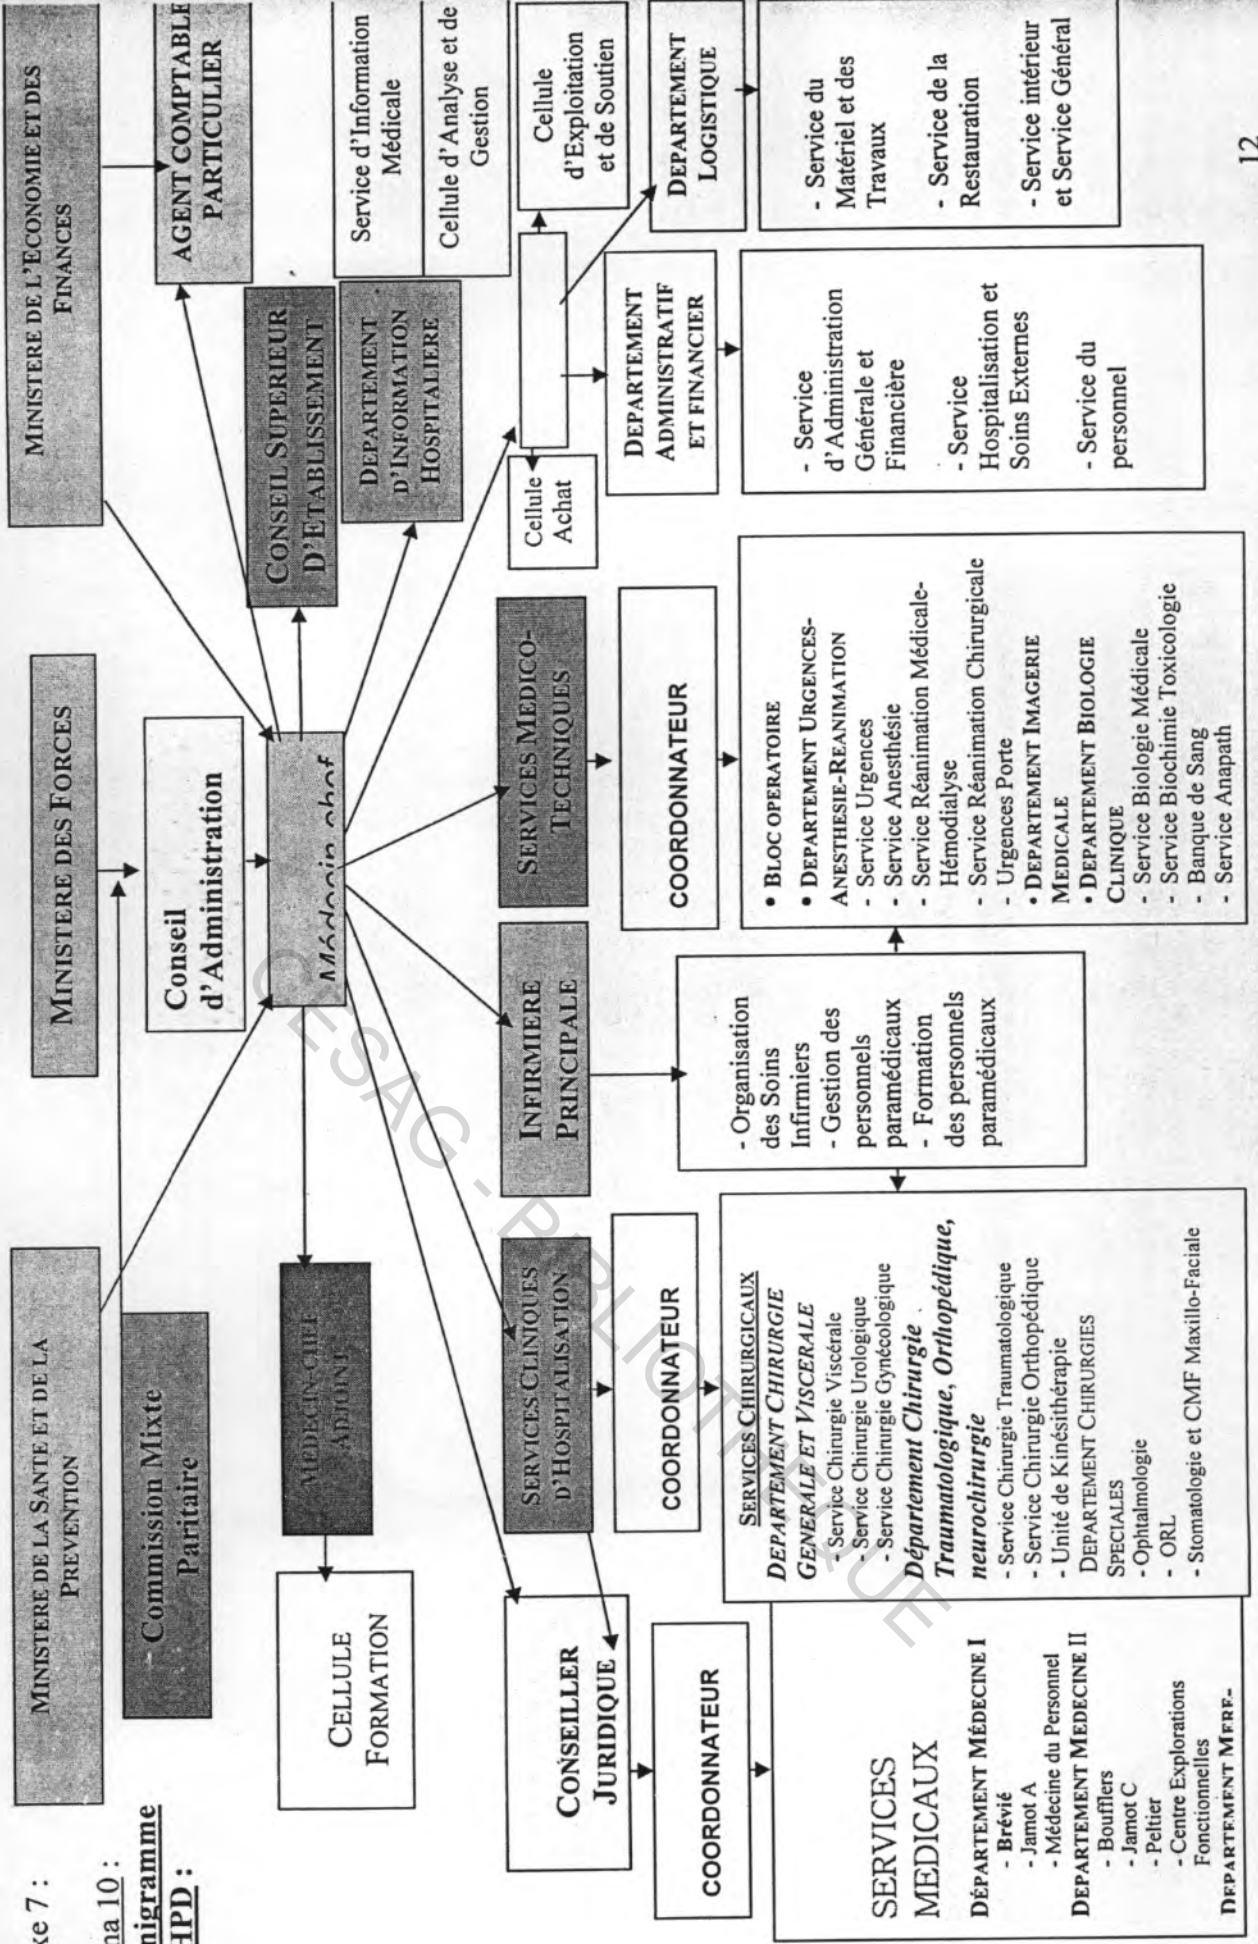 xe 7 :
na 10 :
nigramme
HPD :
MINISTERE DE LA SANTE ET DE LA
PREVENTION
MINISTERE DES FORCES
MINISTERE DE L'ECONOMIE ET DES
FINANCES
Commission Mixte
Paritaire
Conseil
d'Administration
AGENT COMPTABLE
PARTICULIER
CELLULE
FORMATION
MEDECIN-CHEF
ADJOINT
Médecin chef
CONSEIL SUPERIEUR
D'ETABLISSEMENT
DEPARTEMENT
D'INFORMATION
HOSPITALIERE
Service d'Information
Médicale
Cellule d'Analyse et de
Gestion
CONSEILLER
JURIDIQUE
SERVICES CLINIQUES
D'HOSPITALISATION
INFIRMIERE
PRINCIPALE
SERVICES MEDICO-
TECHNIQUES
Cellule
Achat
Cellule
d'Exploitation
et de Soutien
COORDONNATEUR
COORDONNATEUR
COORDONNATEUR
DEPARTEMENT
ADMINISTRATIF
ET FINANCIER
DEPARTEMENT
LOGISTIQUE
SERVICES
MEDICAUX
DÉPARTEMENT MÉDECINE I
- Brévié
- Jamot A
- Médecine du Personnel
DEPARTEMENT MEDECINE II
- Boufflers
- Jamot C
- Peltier
- Centre Explorations
Fonctionnelles
DEPARTEMENT MERE-
SERVICES CHIRURGICAUX
DEPARTEMENT CHIRURGIE
GENERALE ET VISCERALE
- Service Chirurgie Viscérale
- Service Chirurgie Urologique
- Service Chirurgie Gynécologique
Département Chirurgie
Traumatologique, Orthopédique,
neurochirurgie
- Service Chirurgie Traumatologique
- Service Chirurgie Orthopédique
- Unité de Kinésithérapie
DEPARTEMENT CHIRURGIES
SPECIALES
- Ophtalmologie
- ORL
- Stomatologie et CMF Maxillo-Faciale
- Organisation
des Soins
Infirmiers
- Gestion des
personnels
paramédicaux
- Formation
des personnels
paramédicaux
• BLOC OPERATOIRE
• DEPARTEMENT URGENCES-
ANESTHESIE-REANIMATION
- Service Urgences
- Service Anesthésie
- Service Réanimation Médicale-
Hémodialyse
- Service Réanimation Chirurgicale
- Urgences Porte
• DEPARTEMENT IMAGERIE
MEDICALE
• DEPARTEMENT BIOLOGIE
CLINIQUE
- Service Biologie Médicale
- Service Biochimie Toxicologie
- Banque de Sang
- Service Anapath
- Service
d'Administration
Générale et
Financière
- Service
Hospitalisation et
Soins Externes
- Service du
personnel
- Service du
Matériel et des
Travaux
- Service de la
Restauration
- Service intérieur
et Service Général
12
CESAG - BIBLIOTHEQUE